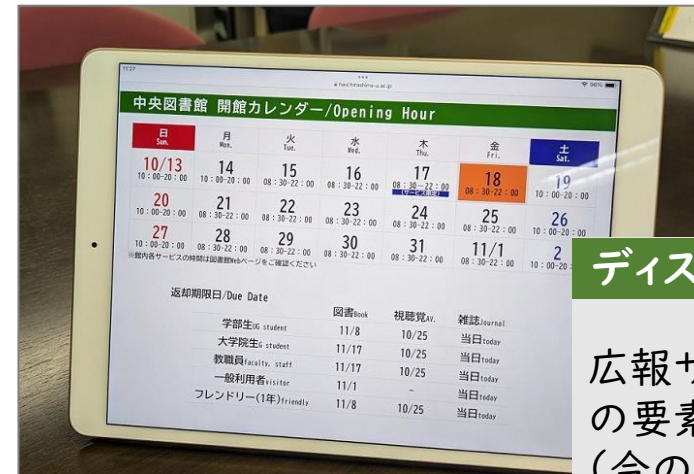 11:27
96%
中央図書館 開館カレンダー/Opening Hour
日 月 火 水 木 金 土
Sun. Mon. Tue. Wed. Thu. Fri. Sat.
10/13 14 15 16 17 18 19
10:00-20:00 10:00-20:00 08:30-22:00 08:30-22:00 08:30-22:00 08:30-22:00 10:00-20:00
20 21 22 23 24 25 26
10:00-20:00 08:30-22:00 08:30-22:00 08:30-22:00 08:30-22:00 08:30-22:00 10:00-20:00
27 28 29 30 31 11/1 2
10:00-20:00 08:30-22:00 08:30-22:00 08:30-22:00 08:30-22:00 08:30-22:00 10:00-20
※館内各サービスの時間は図書館Webページをご確認ください
返却期限日/Due Date
図書Book 視聴覚AV. 雑誌Journal
学部生UG student 11/8 10/25 当日today
大学院生G student 11/17 10/25 当日today
教職員Faculty, staff 11/17 10/25 当日today
一般利用者visitor 11/1 - 当日today
フレンドリー(1年)friendly 11/8 10/25 当日today
ディス
広報サ
の要素
(今の